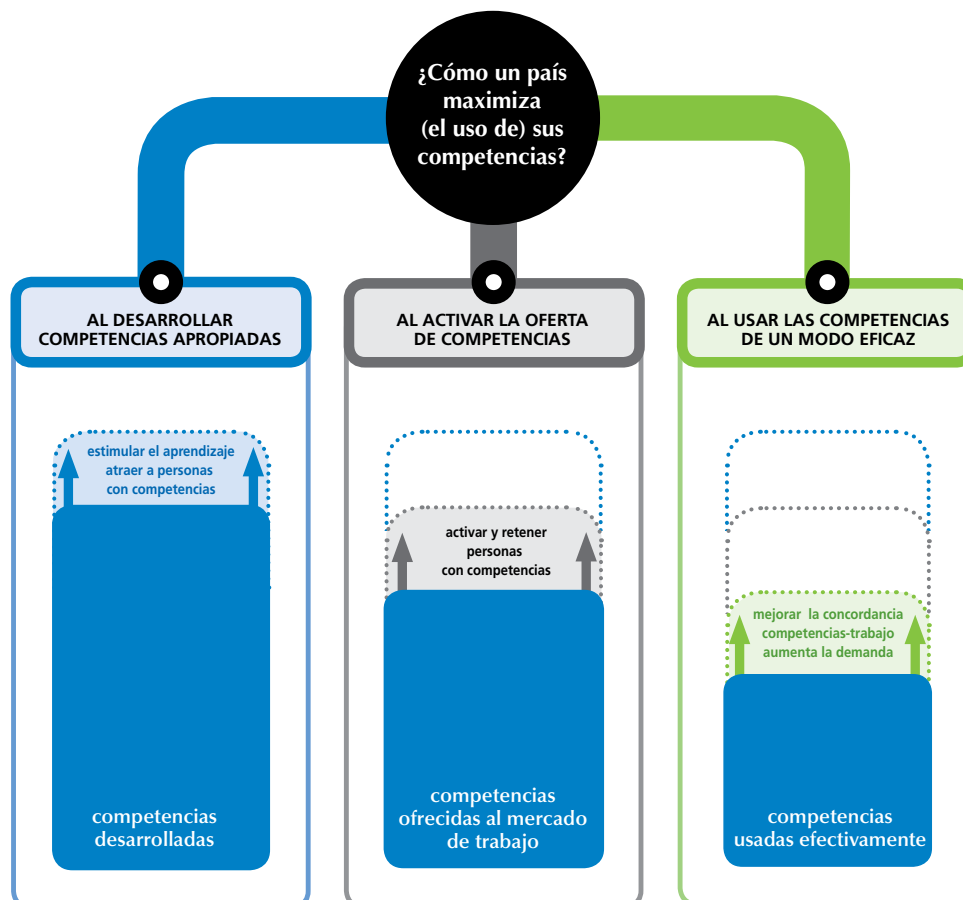 ¿Cómo un país
maximiza
(el uso de) sus
competencias?
AL DESARROLLAR
COMPETENCIAS APROPIADAS
estimular el aprendizaje
atraer a personas
con competencias
competencias
desarrolladas
AL ACTIVAR LA OFERTA
DE COMPETENCIAS
activar y retener
personas
con competencias
competencias
ofrecidas al mercado
de trabajo
AL USAR LAS COMPETENCIAS
DE UN MODO EFICAZ
mejorar la concordancia
competencias-trabajo
aumenta la demanda
competencias
usadas efectivamente